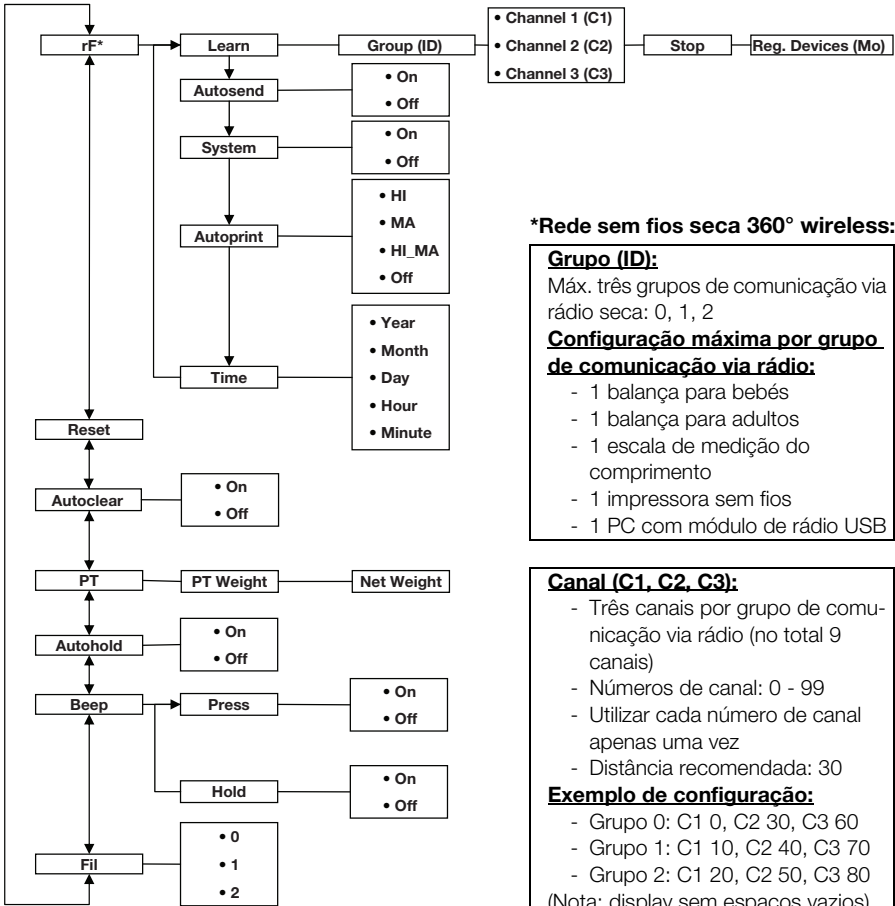 rF*
Learn
Group (ID)
• Channel 1 (C1)
• Channel 2 (C2)
• Channel 3 (C3)
Stop
Reg. Devices (Mo)
Autosend
• On
• Off
System
• On
• Off
Autoprint
• HI
• MA
• HI_MA
• Off
Time
• Year
• Month
• Day
• Hour
• Minute
Reset
Autoclear
• On
• Off
PT
PT Weight
Net Weight
Autohold
• On
• Off
Beep
Press
• On
• Off
Hold
• On
• Off
Fil
• 0
• 1
• 2
*Rede sem fios seca 360° wireless:
Grupo (ID):
Máx. três grupos de comunicação via
rádio seca: 0, 1, 2
Configuração máxima por grupo
de comunicação via rádio:
- 1 balança para bebés
- 1 balança para adultos
- 1 escala de medição do
comprimento
- 1 impressora sem fios
- 1 PC com módulo de rádio USB
Canal (C1, C2, C3):
- Três canais por grupo de comu-
nicação via rádio (no total 9
canais)
- Números de canal: 0 - 99
- Utilizar cada número de canal
apenas uma vez
- Distância recomendada: 30
Exemplo de configuração:
- Grupo 0: C1 0, C2 30, C3 60
- Grupo 1: C1 10, C2 40, C3 70
- Grupo 2: C1 20, C2 50, C3 80
(Nota: display sem espaços vazios)